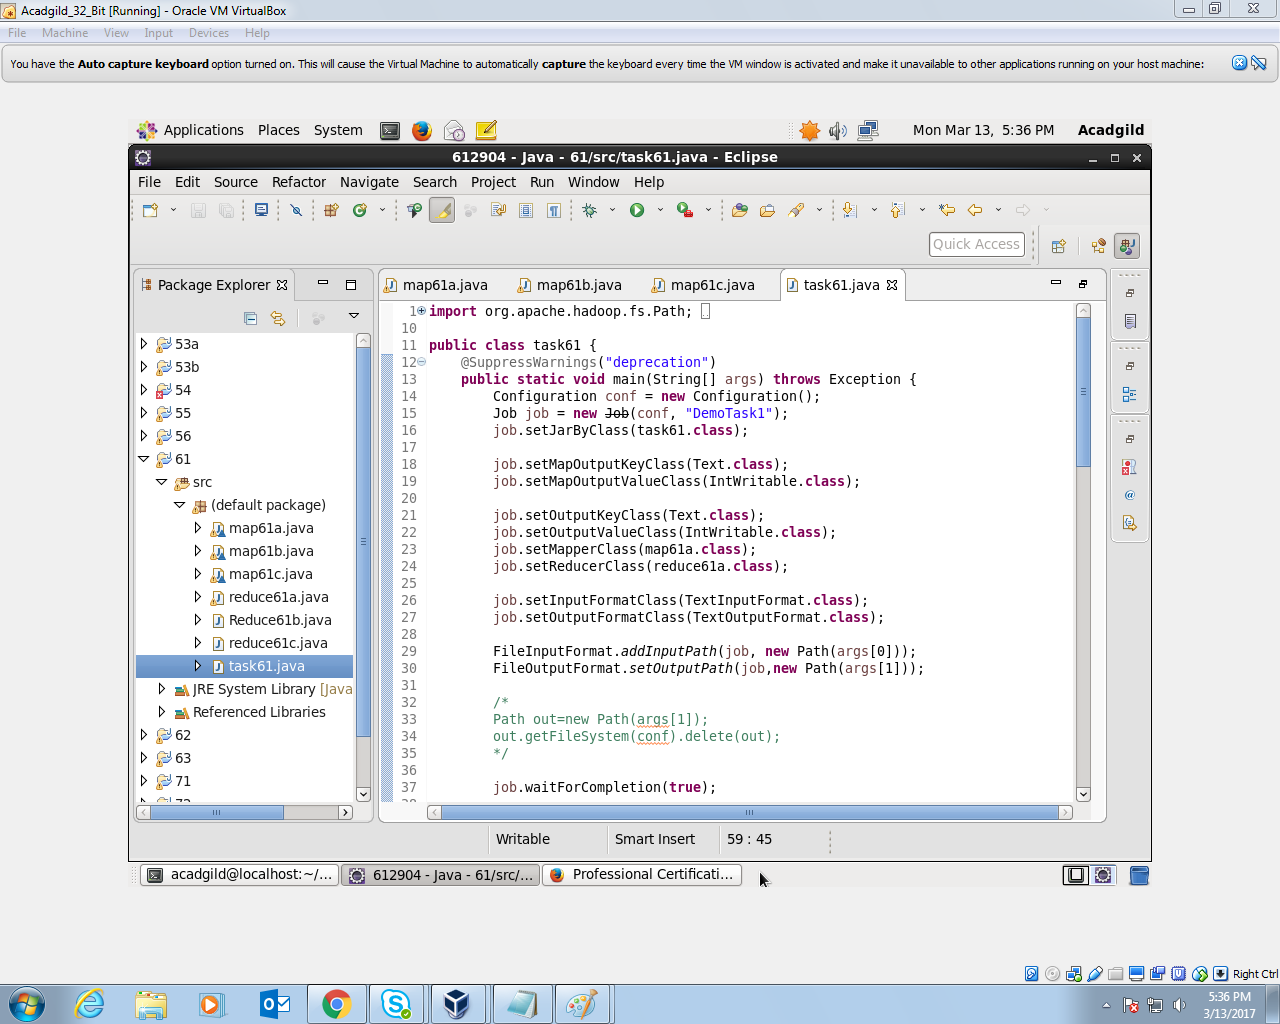 Acadgild_32_Bit [Running] - Oracle VM VirtualBox
File Machine View Input Devices Help
You have the Auto capture keyboard option turned on. This will cause the Virtual Machine to automatically capture the keyboard every time the VM window is activated and make it unavailable to other applications running on your host machine:
Applications Places System Mon Mar 13, 5:36 PM Acadgild
612904 - Java - 61/src/task61.java - Eclipse
File Edit Source Refactor Navigate Search Project Run Window Help
Quick Access
Package Explorer
map61a.java map61b.java map61c.java task61.java
53a
53b
54
55
56
61
src
(default package)
map61a.java
map61b.java
map61c.java
reduce61a.java
Reduce61b.java
reduce61c.java
task61.java
JRE System Library [Java
Referenced Libraries
62
63
71
1 import org.apache.hadoop.fs.Path;
10
11 public class task61 {
12 @SuppressWarnings("deprecation")
13 public static void main(String[] args) throws Exception {
14 Configuration conf = new Configuration();
15 Job job = new Job(conf, "DemoTask1");
16 job.setJarByClass(task61.class);
17
18 job.setMapOutputKeyClass(Text.class);
19 job.setMapOutputValueClass(IntWritable.class);
20
21 job.setOutputKeyClass(Text.class);
22 job.setOutputValueClass(IntWritable.class);
23 job.setMapperClass(map61a.class);
24 job.setReducerClass(reduce61a.class);
25
26 job.setInputFormatClass(TextInputFormat.class);
27 job.setOutputFormatClass(TextOutputFormat.class);
28
29 FileInputFormat.addInputPath(job, new Path(args[0]));
30 FileOutputFormat.setOutputPath(job,new Path(args[1]));
31
32 /*
33 Path out=new Path(args[1]);
34 out.getFileSystem(conf).delete(out);
35 */
36
37 job.waitForCompletion(true);
Writable Smart Insert 59 : 45
acadgild@localhost:~/... 612904 - Java - 61/src/... Professional Certificati...
Right Ctrl
5:36 PM
3/13/2017